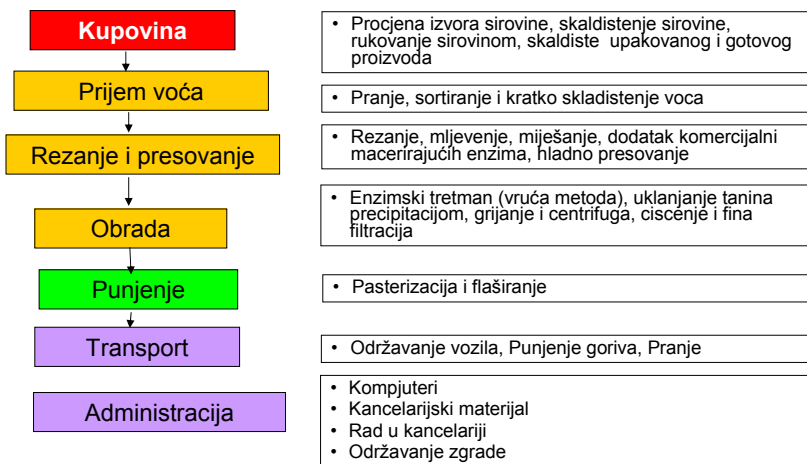 Kupovina
• Procjena izvora sirovine, skaldistenje sirovine,
rukovanje sirovinom, skaldiste upakovanog i gotovog
proizvoda
Prijem voća
• Pranje, sortiranje i kratko skladistenje voca
Rezanje i presovanje
• Rezanje, mljevenje, miješanje, dodatak komercijalni
macerirajućih enzima, hladno presovanje
Obrada
• Enzimski tretman (vruća metoda), uklanjanje tanina
precipitacijom, grijanje i centrifuga, ciscenje i fina
filtracija
Punjenje
• Pasterizacija i flaširanje
Transport
• Održavanje vozila, Punjenje goriva, Pranje
Administracija
• Kompjuteri
• Kancelarijski materijal
• Rad u kancelariji
• Održavanje zgrade